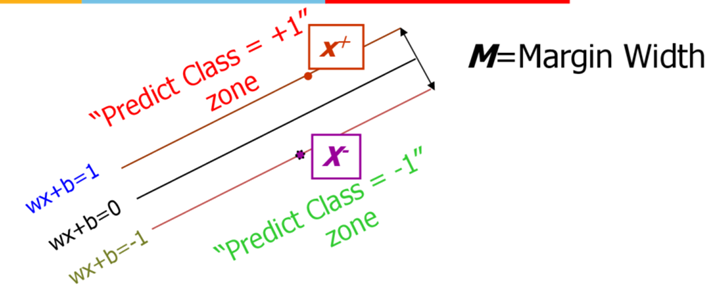 "Predict Class = +1"
zone
x+
M=Margin Width
wx+b=1
wx+b=0
wx+b=-1
X-
"Predict Class = -1"
zone